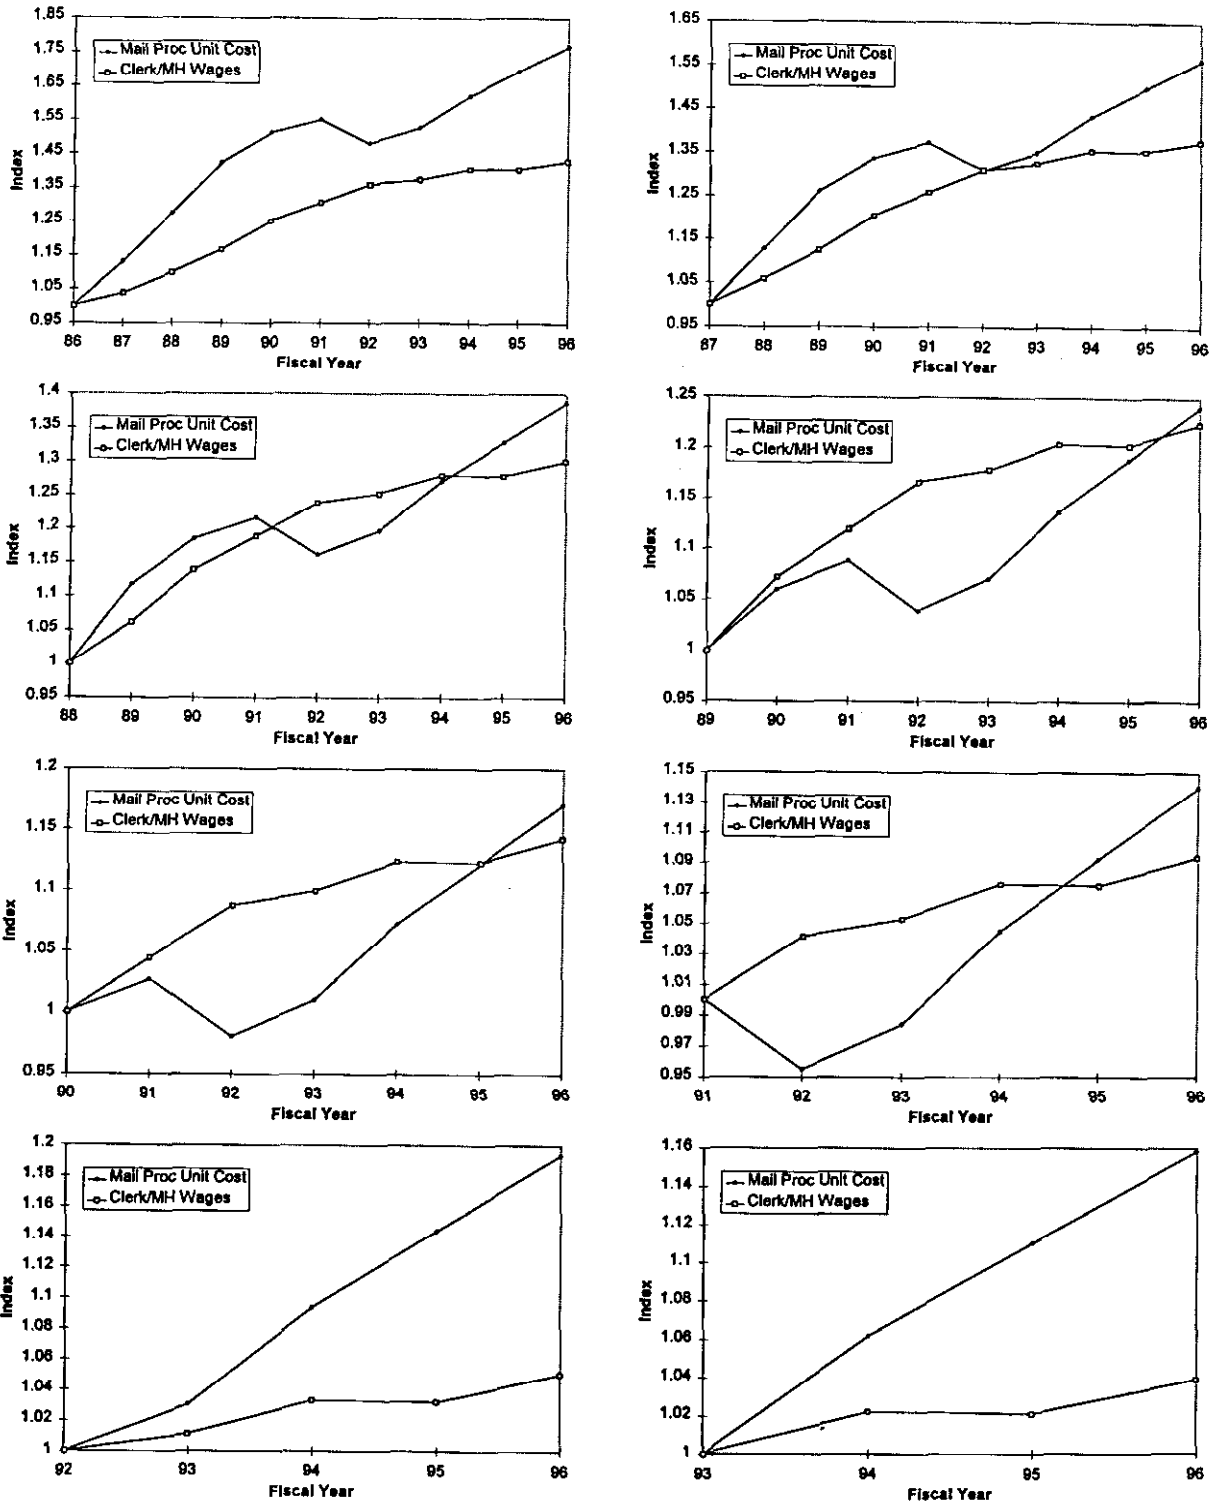 1.85
1.75
1.65
1.55
1.45
1.35
1.25
1.15
1.05
0.95
Index
Mail Proc Unit Cost
Clerk/MH Wages
86 87 88 89 90 91 92 93 94 95 96
Fiscal Year
1.65
1.55
1.45
1.35
1.25
1.15
1.05
0.95
Index
Mail Proc Unit Cost
Clerk/MH Wages
87 88 89 90 91 92 93 94 95 96
Fiscal Year
1.4
1.35
1.3
1.25
1.2
1.15
1.1
1.05
1
0.95
Index
Mail Proc Unit Cost
Clerk/MH Wages
88 89 90 91 92 93 94 95 96
Fiscal Year
1.25
1.2
1.15
1.1
1.05
1
0.95
Index
Mail Proc Unit Cost
Clerk/MH Wages
89 90 91 92 93 94 95 96
Fiscal Year
1.2
1.15
1.1
1.05
1
0.95
Index
Mail Proc Unit Cost
Clerk/MH Wages
90 91 92 93 94 95 96
Fiscal Year
1.15
1.13
1.11
1.09
1.07
1.05
1.03
1.01
0.99
0.97
0.95
Index
Mail Proc Unit Cost
Clerk/MH Wages
91 92 93 94 95 96
Fiscal Year
1.2
1.18
1.16
1.14
1.12
1.1
1.08
1.06
1.04
1.02
1
Index
Mail Proc Unit Cost
Clerk/MH Wages
92 93 94 95 96
Fiscal Year
1.16
1.14
1.12
1.1
1.08
1.06
1.04
1.02
1
Index
Mail Proc Unit Cost
Clerk/MH Wages
93 94 95 96
Fiscal Year